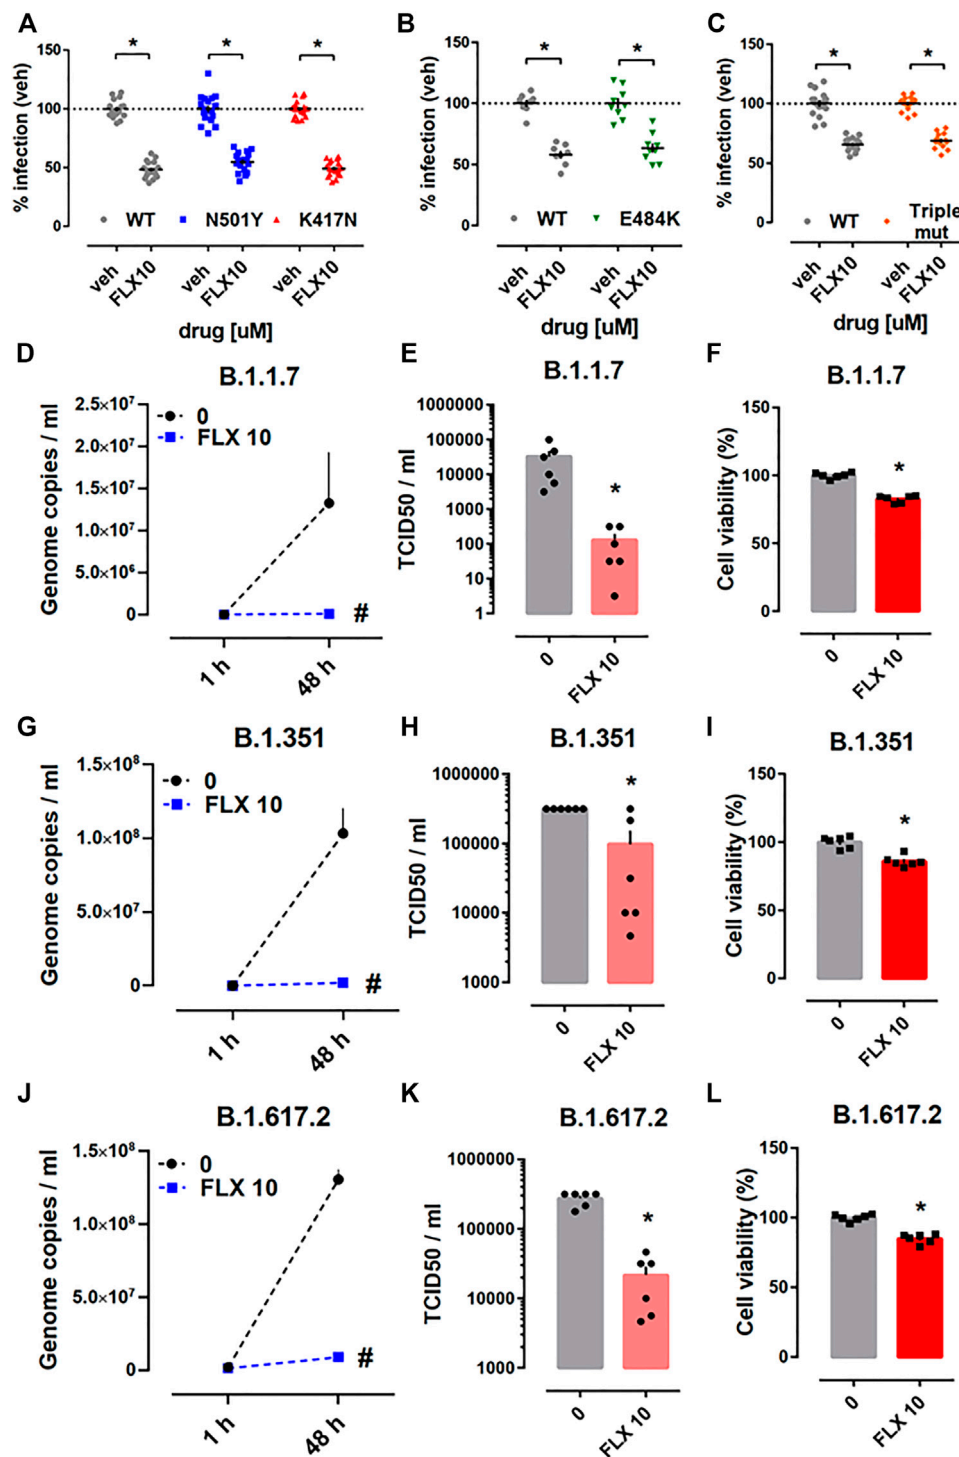 A
% infection (veh)
150
100
50
0
* * *
WT N501Y K417N
veh FLX10 veh FLX10 veh FLX10
drug [uM]
B
% infection (veh)
150
100
50
0
* *
WT E484K
veh FLX10 veh FLX10
drug [uM]
C
% infection (veh)
150
100
50
0
* *
WT Triple
mut
veh FLX10 veh FLX10
drug [uM]
D
B.1.1.7
Genome copies / ml
2.5×10⁷
2.0×10⁷
1.5×10⁷
1.0×10⁷
5.0×10⁶
0
0
FLX 10
#
1 h 48 h
E
B.1.1.7
TCID50 / ml
1000000
100000
10000
1000
100
10
1
*
0 FLX 10
F
B.1.1.7
Cell viability (%)
150
100
50
0
*
0 FLX 10
G
B.1.351
Genome copies / ml
1.5×10⁸
1.0×10⁸
5.0×10⁷
0
0
FLX 10
#
1 h 48 h
H
B.1.351
TCID50 / ml
1000000
100000
10000
1000
*
0 FLX 10
I
B.1.351
Cell viability (%)
150
100
50
0
*
0 FLX 10
J
B.1.617.2
Genome copies / ml
1.5×10⁸
1.0×10⁸
5.0×10⁷
0
0
FLX 10
#
1 h 48 h
K
B.1.617.2
TCID50 / ml
1000000
100000
10000
1000
*
0 FLX 10
L
B.1.617.2
Cell viability (%)
150
100
50
0
*
0 FLX 10